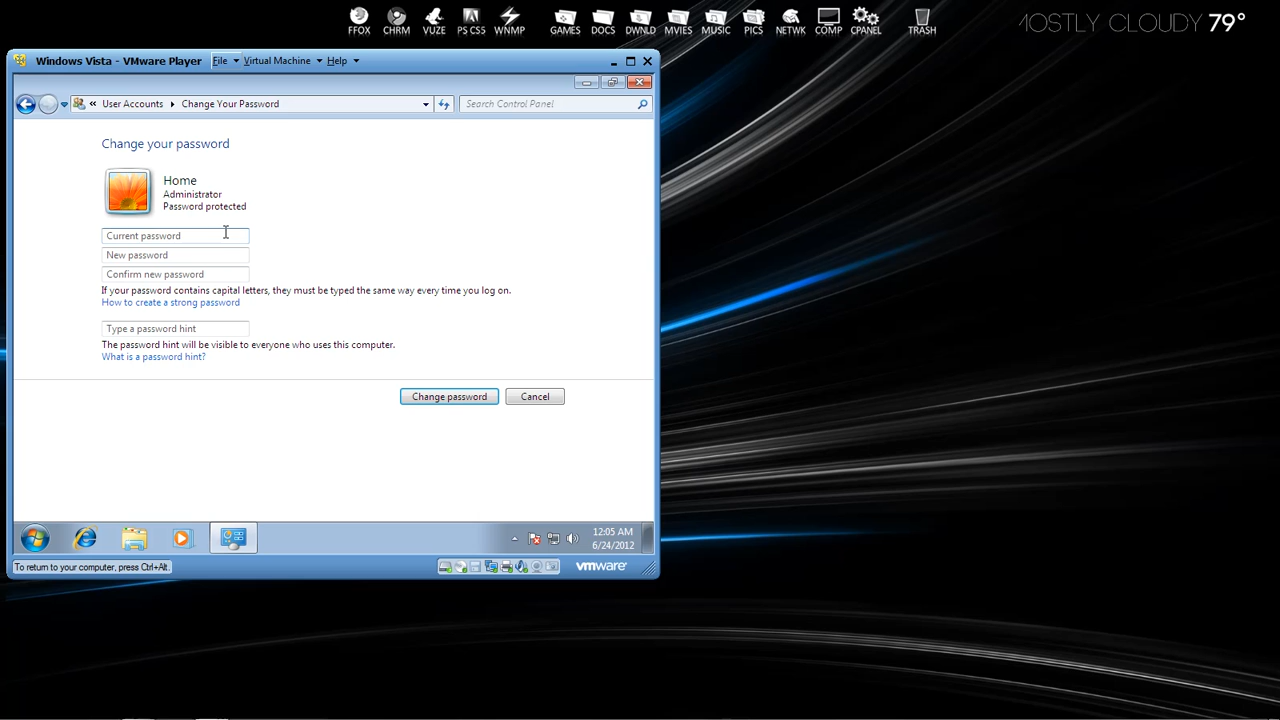 FFOX CHRM VUZE PS CS5 WNMP GAMES DOCS DWNLD MVIES MUSIC PICS NETWK COMP CPANEL TRASH
MOSTLY CLOUDY 79°
Windows Vista - VMware Player File Virtual Machine Help
« User Accounts Change Your Password Search Control Panel
Change your password
Home
Administrator
Password protected
Current password
New password
Confirm new password
If your password contains capital letters, they must be typed the same way every time you log on.
How to create a strong password
Type a password hint
The password hint will be visible to everyone who uses this computer.
What is a password hint?
Change password Cancel
12:05 AM
6/24/2012
To return to your computer, press Ctrl+Alt.
vmware